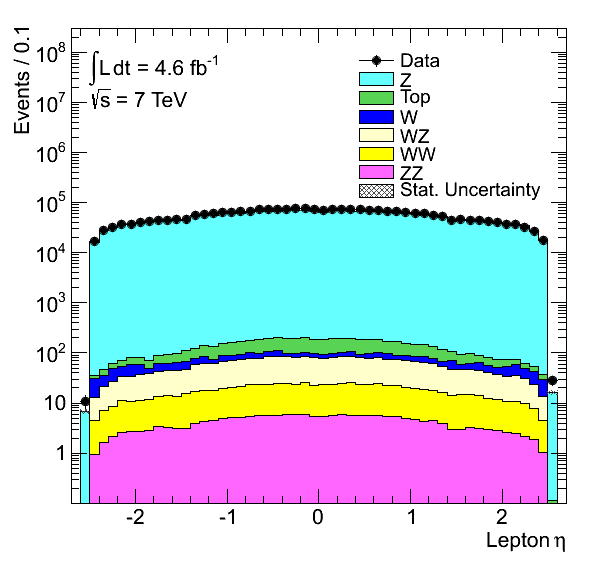 Events / 0.1
10⁸
10⁷
10⁶
10⁵
10⁴
10³
10²
10
1
∫L dt = 4.6 fb⁻¹
√s = 7 TeV
Data
Z
Top
W
WZ
WW
ZZ
Stat. Uncertainty
-2 -1 0 1 2
Lepton η